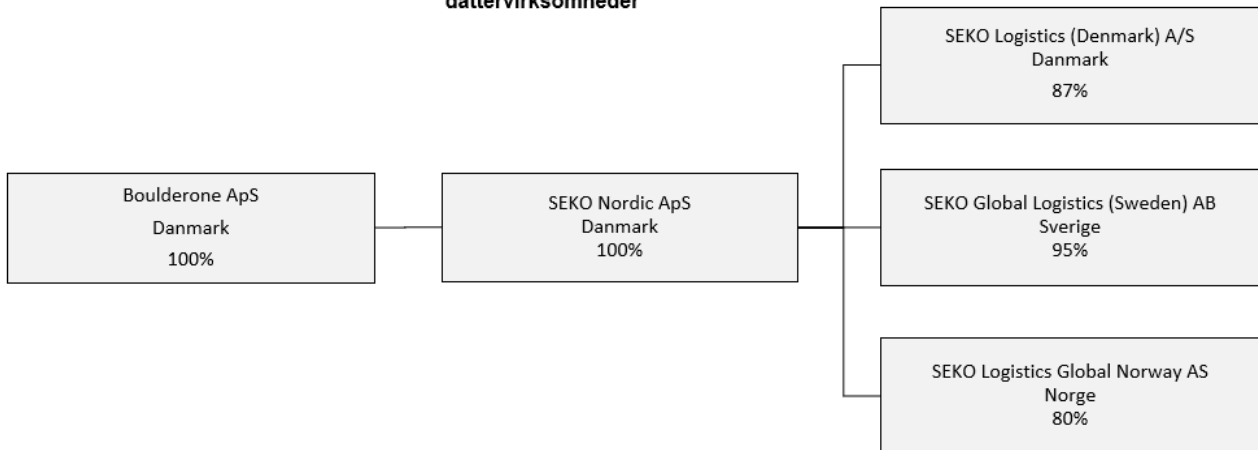 dattervirksomheder
Boulderone ApS
Danmark
100%
SEKO Nordic ApS
Danmark
100%
SEKO Logistics (Denmark) A/S
Danmark
87%
SEKO Global Logistics (Sweden) AB
Sverige
95%
SEKO Logistics Global Norway AS
Norge
80%